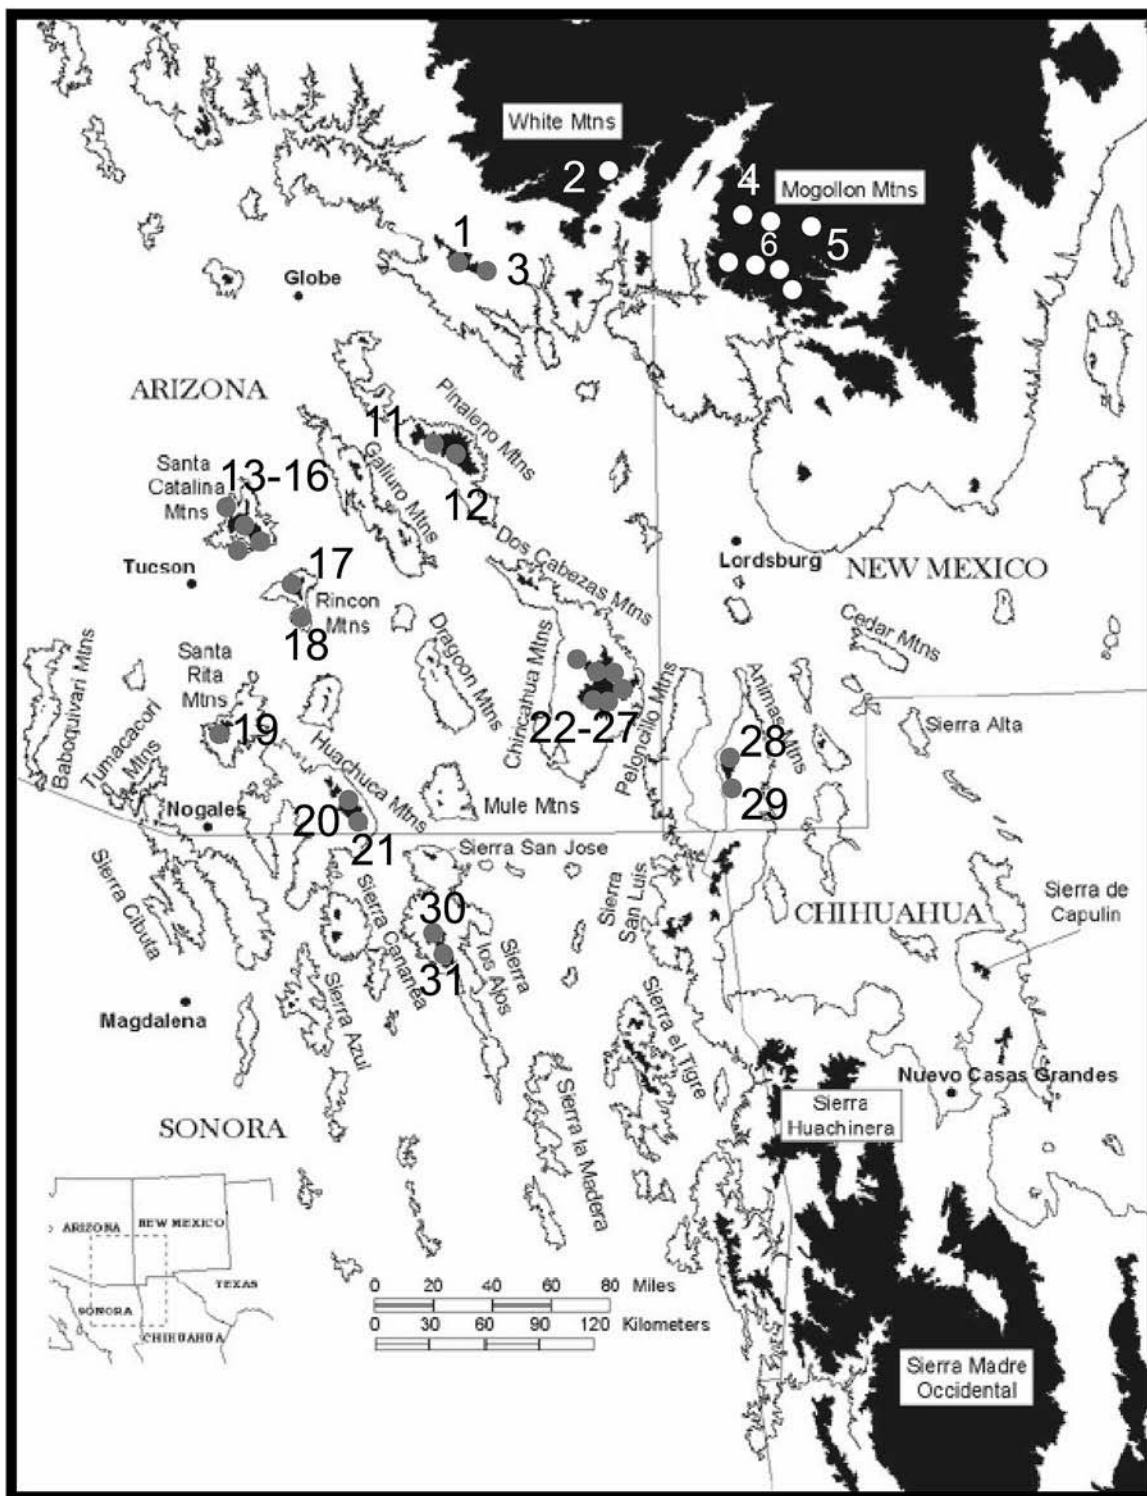 White Mtns
2
4
Mogollon Mtns
1
6
5
3
Globe
ARIZONA
Pinaleno Mtns
11
Galiuro Mtns
Santa
Catalina
Mtns
13-16
12
Dos Cabezas Mtns
Lordsburg
NEW MEXICO
Tucson
17
Rincon
Mtns
18
Cedar Mtns
Baboquivari Mtns
Santa
Rita
Mtns
Dragoon Mtns
Chiricahua Mtns
Peloncillo Mtns
Animas Mtns
Sierra Alta
Tumacacori
Mtns
19
22-27
28
Huachuca Mtns
29
Nogales
20
21
Mule Mtns
Sierra San Jose
Sierra Cibuta
Sierra Cananea
30
31
Sierra
los Ajos
Sierra
San Luis
CHIHUAHUA
Sierra de
Capulin
Magdalena
Sierra Azul
Sierra el Tigre
Nuevo Casas Grandes
Sierra
Huachinera
SONORA
Sierra la Madera
ARIZONA
NEW MEXICO
TEXAS
SONORA
CHIHUAHUA
0 20 40 60 80 Miles
0 30 60 90 120 Kilometers
Sierra Madre
Occidental